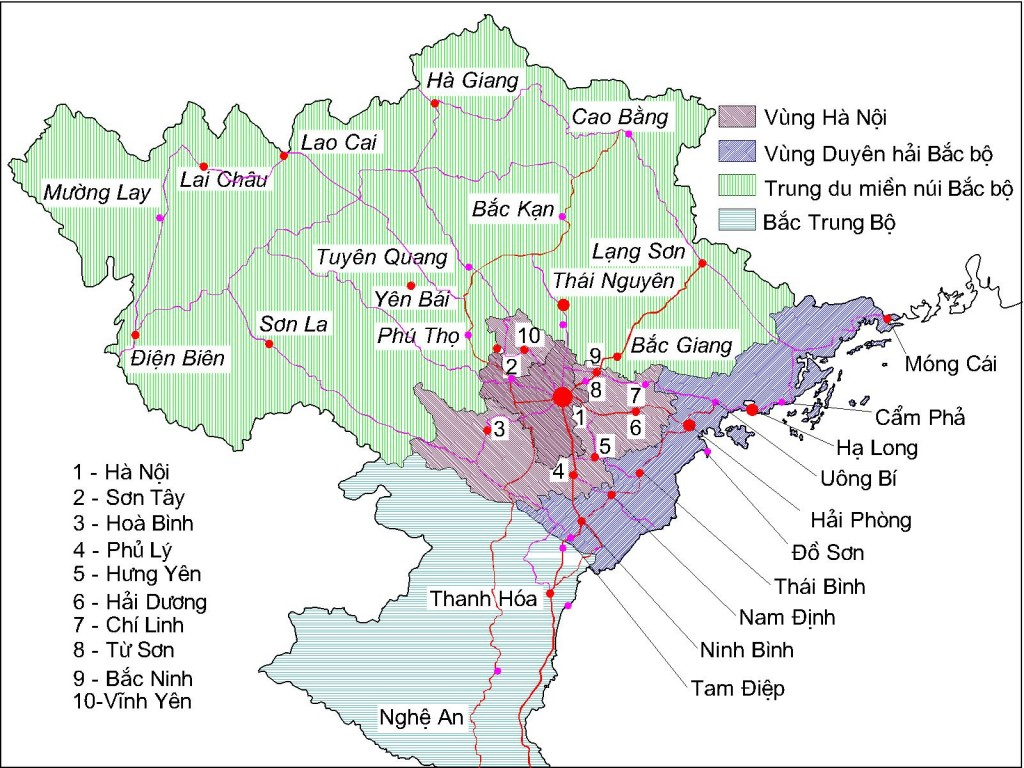 Hà Giang
Cao Bằng
Lao Cai
Lai Châu
Mường Lay
Bắc Kạn
Lạng Sơn
Tuyên Quang
Thái Nguyên
Yên Bái
Sơn La
Phú Thọ
Điện Biên
Bắc Giang
10
9
2
8
7
1
6
3
5
4
Vùng Hà Nội
Vùng Duyên hải Bắc bộ
Trung du miền núi Bắc bộ
Bắc Trung Bộ
Móng Cái
Cẩm Phả
Hạ Long
Uông Bí
Hải Phòng
Đồ Sơn
Thái Bình
Nam Định
Ninh Bình
Tam Điệp
Thanh Hóa
Nghệ An
1 - Hà Nội
2 - Sơn Tây
3 - Hoà Bình
4 - Phủ Lý
5 - Hưng Yên
6 - Hải Dương
7 - Chí Linh
8 - Từ Sơn
9 - Bắc Ninh
10-Vĩnh Yên